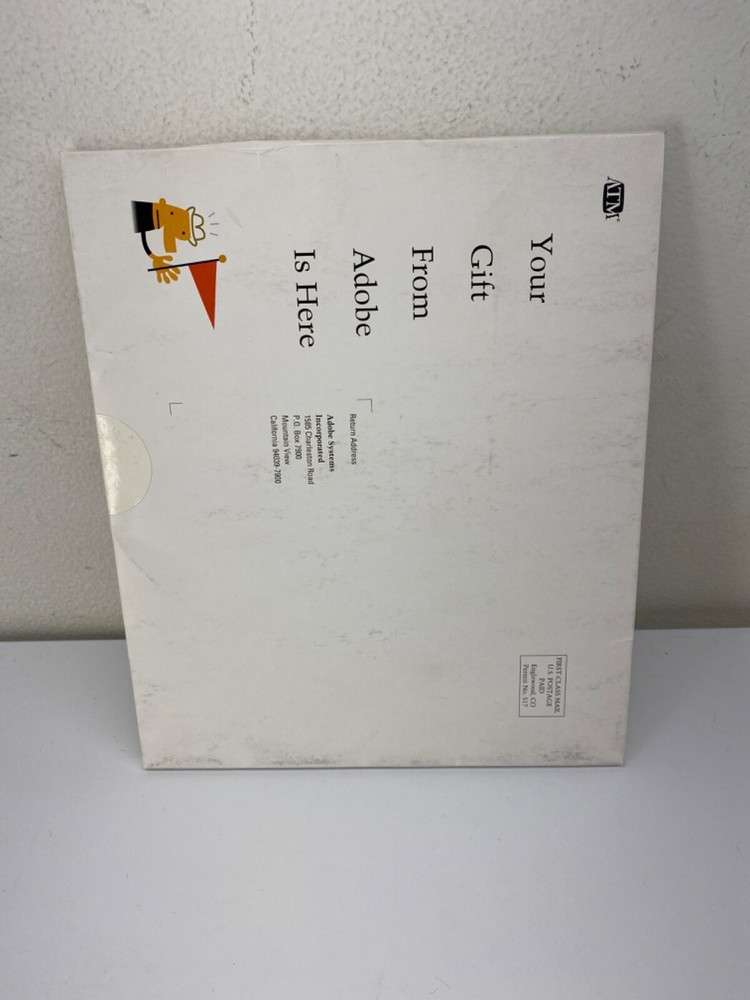 ATM®
Your
Gift
From
Adobe
Is Here
Return Address
Adobe Systems
Incorporated
1585 Charleston Road
P.O. Box 7900
Mountain View
California 94039-7900
FIRST CLASS MAIL
U.S. POSTAGE
PAID
Englewood, CO
Permit No. 517